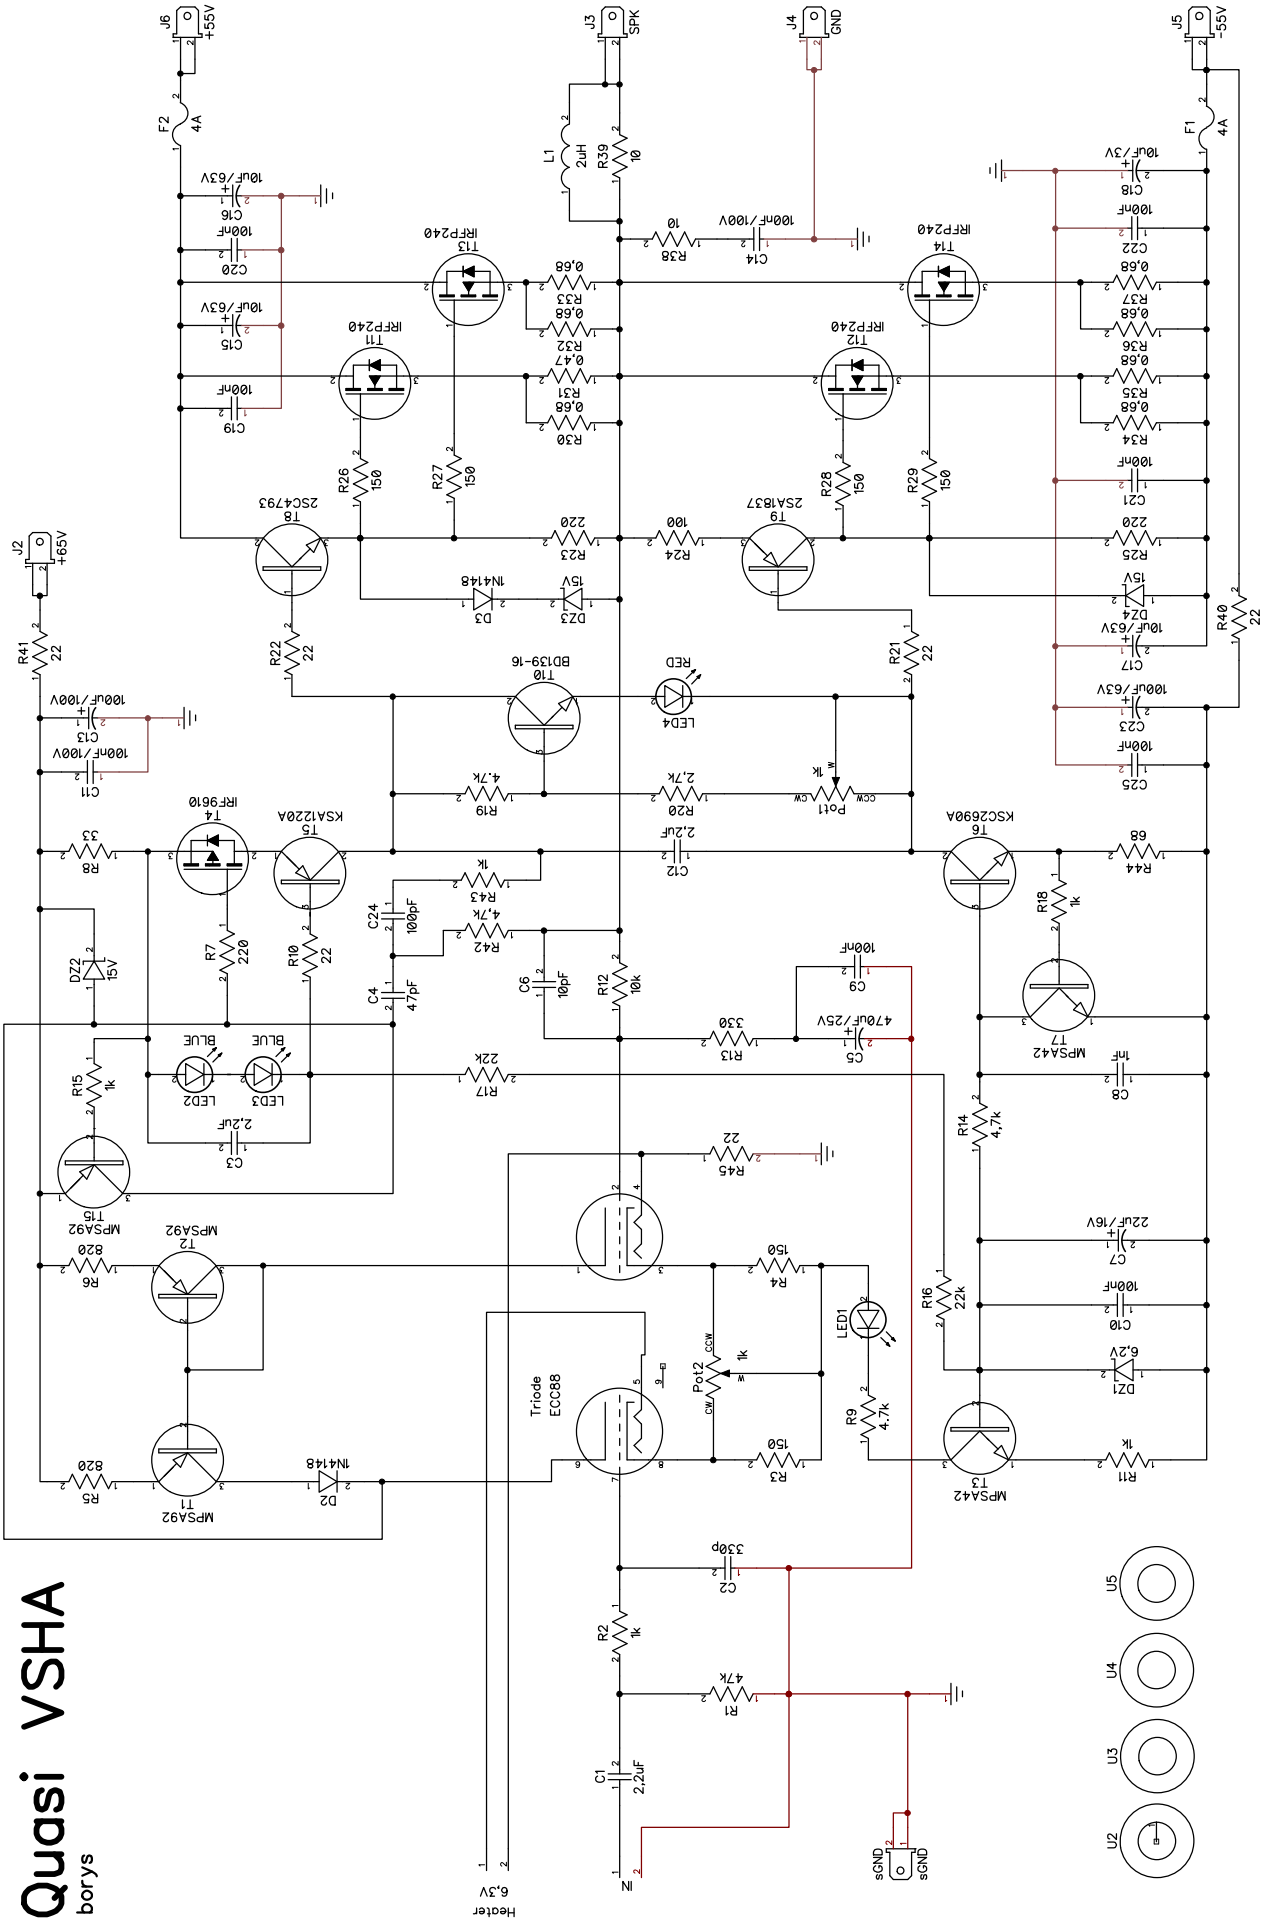 Quasi VSHA
borys
J6
+55V
J3
SPK
J4
GND
J5
-55V
F2
4A
L1
2uH
R39
10
F1
4A
10uF/63V
C16
100nF
C20
10uF/63V
C15
100nF
C19
IRFP240
T13
IRFP240
T11
10
R38
100nF/100V
C14
IRFP240
T14
IRFP240
T12
10uF/3V
C18
100nF
C22
0,68
R33
0,68
R32
0,47
R31
0,68
R30
0,68
R37
0,68
R36
0,68
R35
0,68
R34
R26
150
R27
150
R28
150
R29
150
100nF
C21
J2
+65V
2SC4793
T8
220
R23
100
R24
2SA1837
T9
220
R25
1N4148
D3
15V
DZ3
15V
DZ4
R41
22
R22
22
R21
22
R40
22
10uF/63V
C17
100uF/100V
C13
100nF/100V
C11
BD139-16
T10
RED
LED4
100uF/63V
C23
100nF
C25
4.7k
R19
2,7k
R20
1k
Pot1
CW
W
CCW
33
R8
IRF9610
T4
KSA1220A
T5
2,2uF
C12
KSC2690A
T6
68
R44
1k
R43
C24
100pF
4,7k
R42
R18
1k
DZ2
15V
R7
220
R10
22
C4
47pF
C6
10pF
R12
10k
100nF
C9
470uF/25V
C5
330
R13
T7
MPSA42
R15
1k
BLUE
LED2
BLUE
LED3
22k
R17
1nF
C8
R14
4,7k
2,2uF
C3
22
R45
T15
MPSA92
MPSA92
T2
820
R6
150
R4
R16
22k
22uF/16V
C7
100nF
C10
LED1
Triode
ECC88
Pot2
1k
CW
W
CCW
6,2V
DZ1
R9
4.7k
820
R5
T1
MPSA92
1N4148
D2
150
R3
T3
MPSA42
1k
R11
330p
C2
R2
1k
47k
R1
C1
2,2uF
Heater
6,3V
IN
sGND
sGND
U5
U4
U3
U2